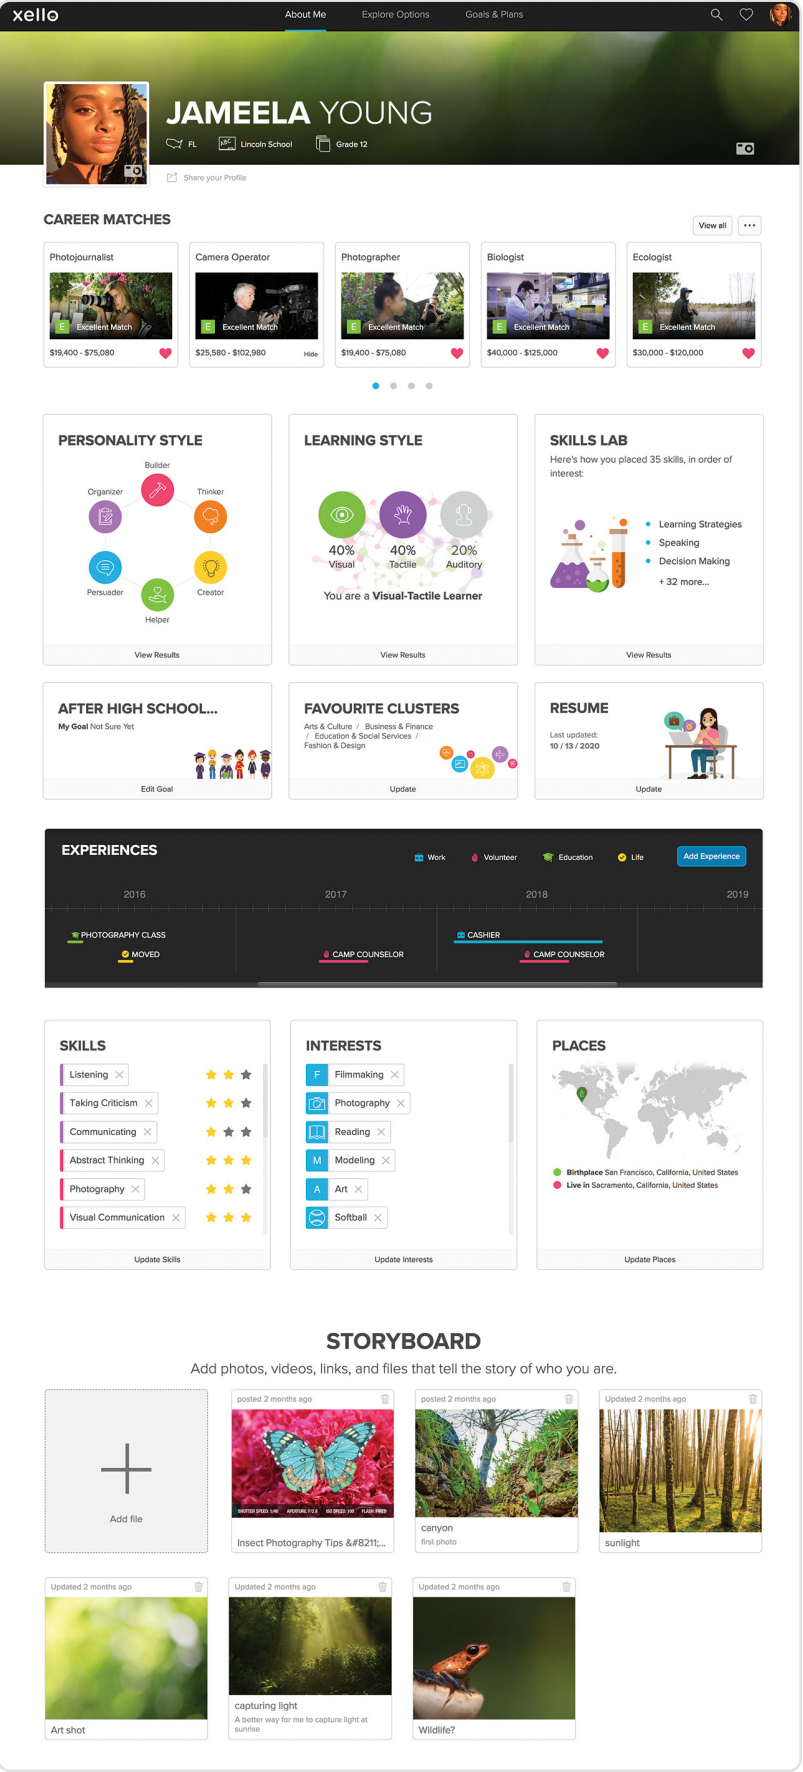 xello
About Me
Explore Options
Goals & Plans
JAMEELA YOUNG
FL
ABC
Lincoln School
Grade 12
Share your Profile
CAREER MATCHES
View all
Photojournalist
E Excellent Match
$19,400 - $75,080
Camera Operator
E Excellent Match
$25,580 - $102,980
Hide
Photographer
E Excellent Match
$19,400 - $75,080
Biologist
E Excellent Match
$40,000 - $125,000
Ecologist
E Excellent Match
$30,000 - $120,000
PERSONALITY STYLE
Builder
Organizer
Thinker
Persuader
Creator
Helper
View Results
LEARNING STYLE
40%
Visual
40%
Tactile
20%
Auditory
You are a Visual-Tactile Learner
View Results
SKILLS LAB
Here's how you placed 35 skills, in order of
interest:
Learning Strategies
Speaking
Decision Making
+ 32 more...
View Results
AFTER HIGH SCHOOL...
My Goal Not Sure Yet
Edit Goal
FAVOURITE CLUSTERS
Arts & Culture / Business & Finance
/ Education & Social Services /
Fashion & Design
Update
RESUME
Last updated:
10 / 13 / 2020
Update
EXPERIENCES
Work
Volunteer
Education
Life
Add Experience
2016
2017
2018
2019
PHOTOGRAPHY CLASS
CASHIER
MOVED
CAMP COUNSELOR
CAMP COUNSELOR
SKILLS
Listening
Taking Criticism
Communicating
Abstract Thinking
Photography
Visual Communication
Update Skills
INTERESTS
F Filmmaking
Photography
Reading
M Modeling
A Art
Softball
Update Interests
PLACES
Birthplace San Francisco, California, United States
Live in Sacramento, California, United States
Update Places
STORYBOARD
Add photos, videos, links, and files that tell the story of who you are.
Add file
posted 2 months ago
SHUTTER SPEED: 1/40 APERTURE: F/2.8 ISO SPEED: 100 FLASH: FIRED
Insect Photography Tips &#8211;...
posted 2 months ago
canyon
first photo
Updated 2 months ago
sunlight
Updated 2 months ago
Art shot
Updated 2 months ago
capturing light
A better way for me to capture light at
sunrise
Updated 2 months ago
Wildlife?